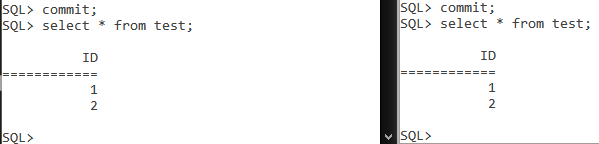 SQL> commit;
SQL> select * from test;
ID
============
1
2
SQL>
SQL> commit;
SQL> select * from test;
ID
============
1
2
SQL>